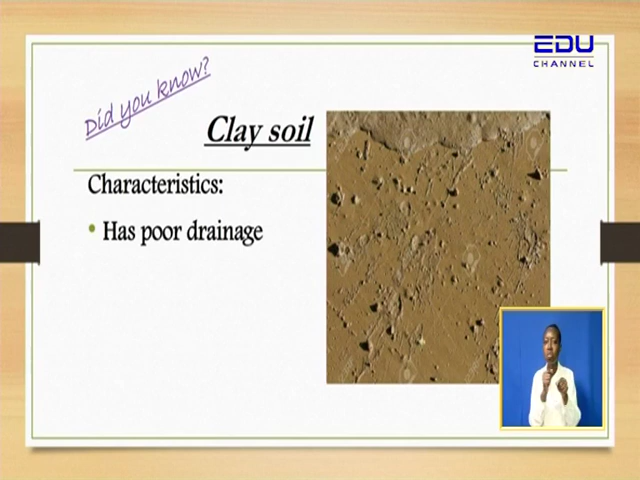 EDU
CHANNEL
Did you know?
Clay soil
Characteristics:
• Has poor drainage